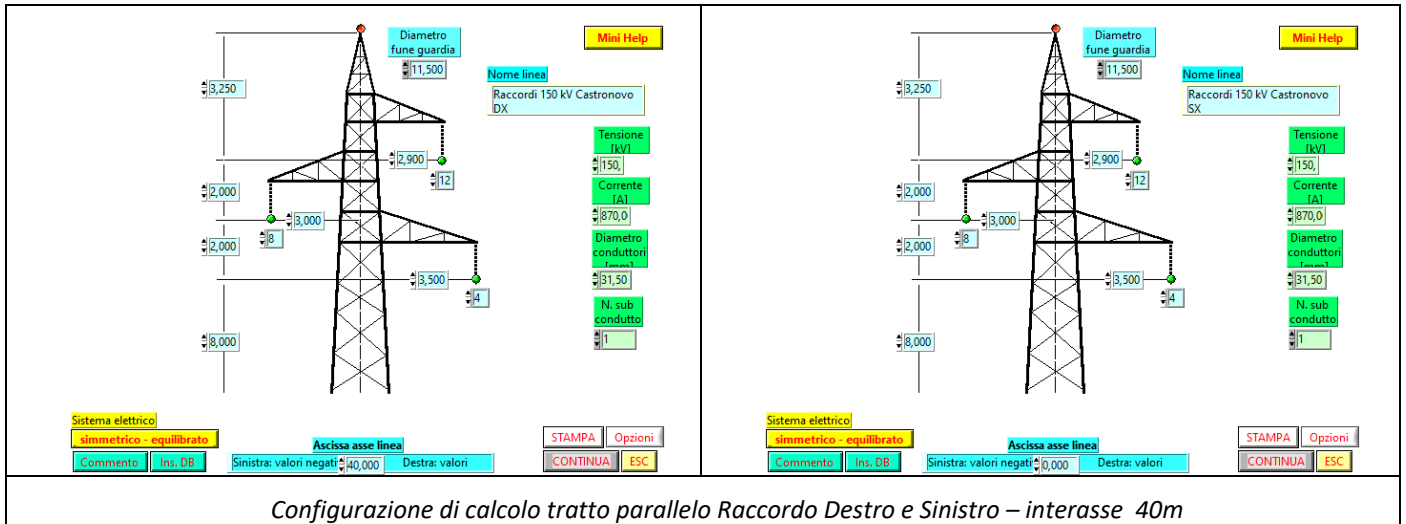 Diametro
fune guardia
11,500
Mini Help
Nome linea
Raccordi 150 kV Castronovo
DX
3,250
Tensione
[kV]
150,
2,900
12
2,000
Corrente
[A]
870,0
3,000
8
2,000
Diametro
conduttori
[mm]
31,50
3,500
4
N. sub
condutto
1
8,000
Sistema elettrico
simmetrico - equilibrato
Commento
Ins. DB
Ascissa asse linea
Sinistra: valori negati
40,000
Destra: valori
STAMPA
Opzioni
CONTINUA
ESC
Diametro
fune guardia
11,500
Mini Help
Nome linea
Raccordi 150 kV Castronovo
SX
3,250
Tensione
[kV]
150,
2,900
12
2,000
Corrente
[A]
870,0
3,000
8
2,000
Diametro
conduttori
[mm]
31,50
3,500
4
N. sub
condutto
1
8,000
Sistema elettrico
simmetrico - equilibrato
Commento
Ins. DB
Ascissa asse linea
Sinistra: valori negati
0,000
Destra: valori
STAMPA
Opzioni
CONTINUA
ESC
Configurazione di calcolo tratto parallelo Raccordo Destro e Sinistro – interasse 40m